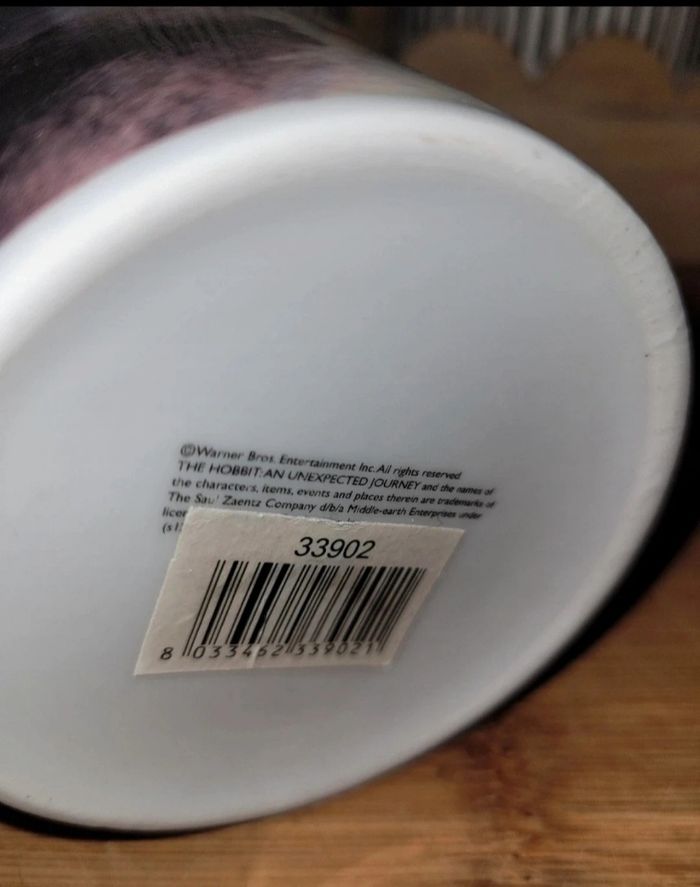 ©Warner Bros. Entertainment Inc. All rights reserved
THE HOBBIT: AN UNEXPECTED JOURNEY and the names of
the characters, items, events and places therein are trademarks of
The Saul Zaentz Company d/b/a Middle-earth Enterprises under
33902
8 033462 339021